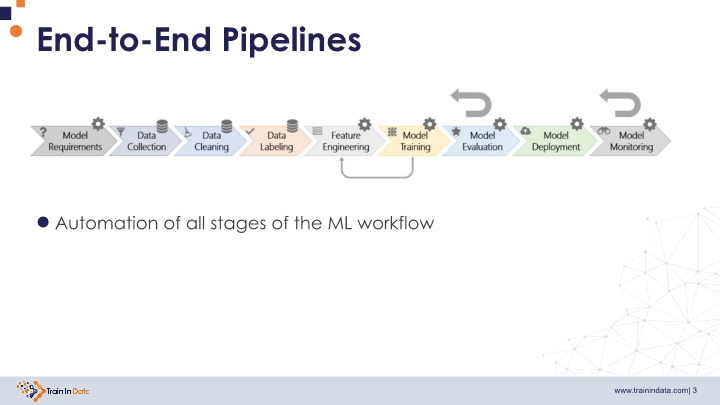 End-to-End Pipelines
Model Requirements
Data Collection
Data Cleaning
Data Labeling
Feature Engineering
Model Training
Model Evaluation
Model Deployment
Model Monitoring
Automation of all stages of the ML workflow
Train In Data
www.trainindata.com| 3